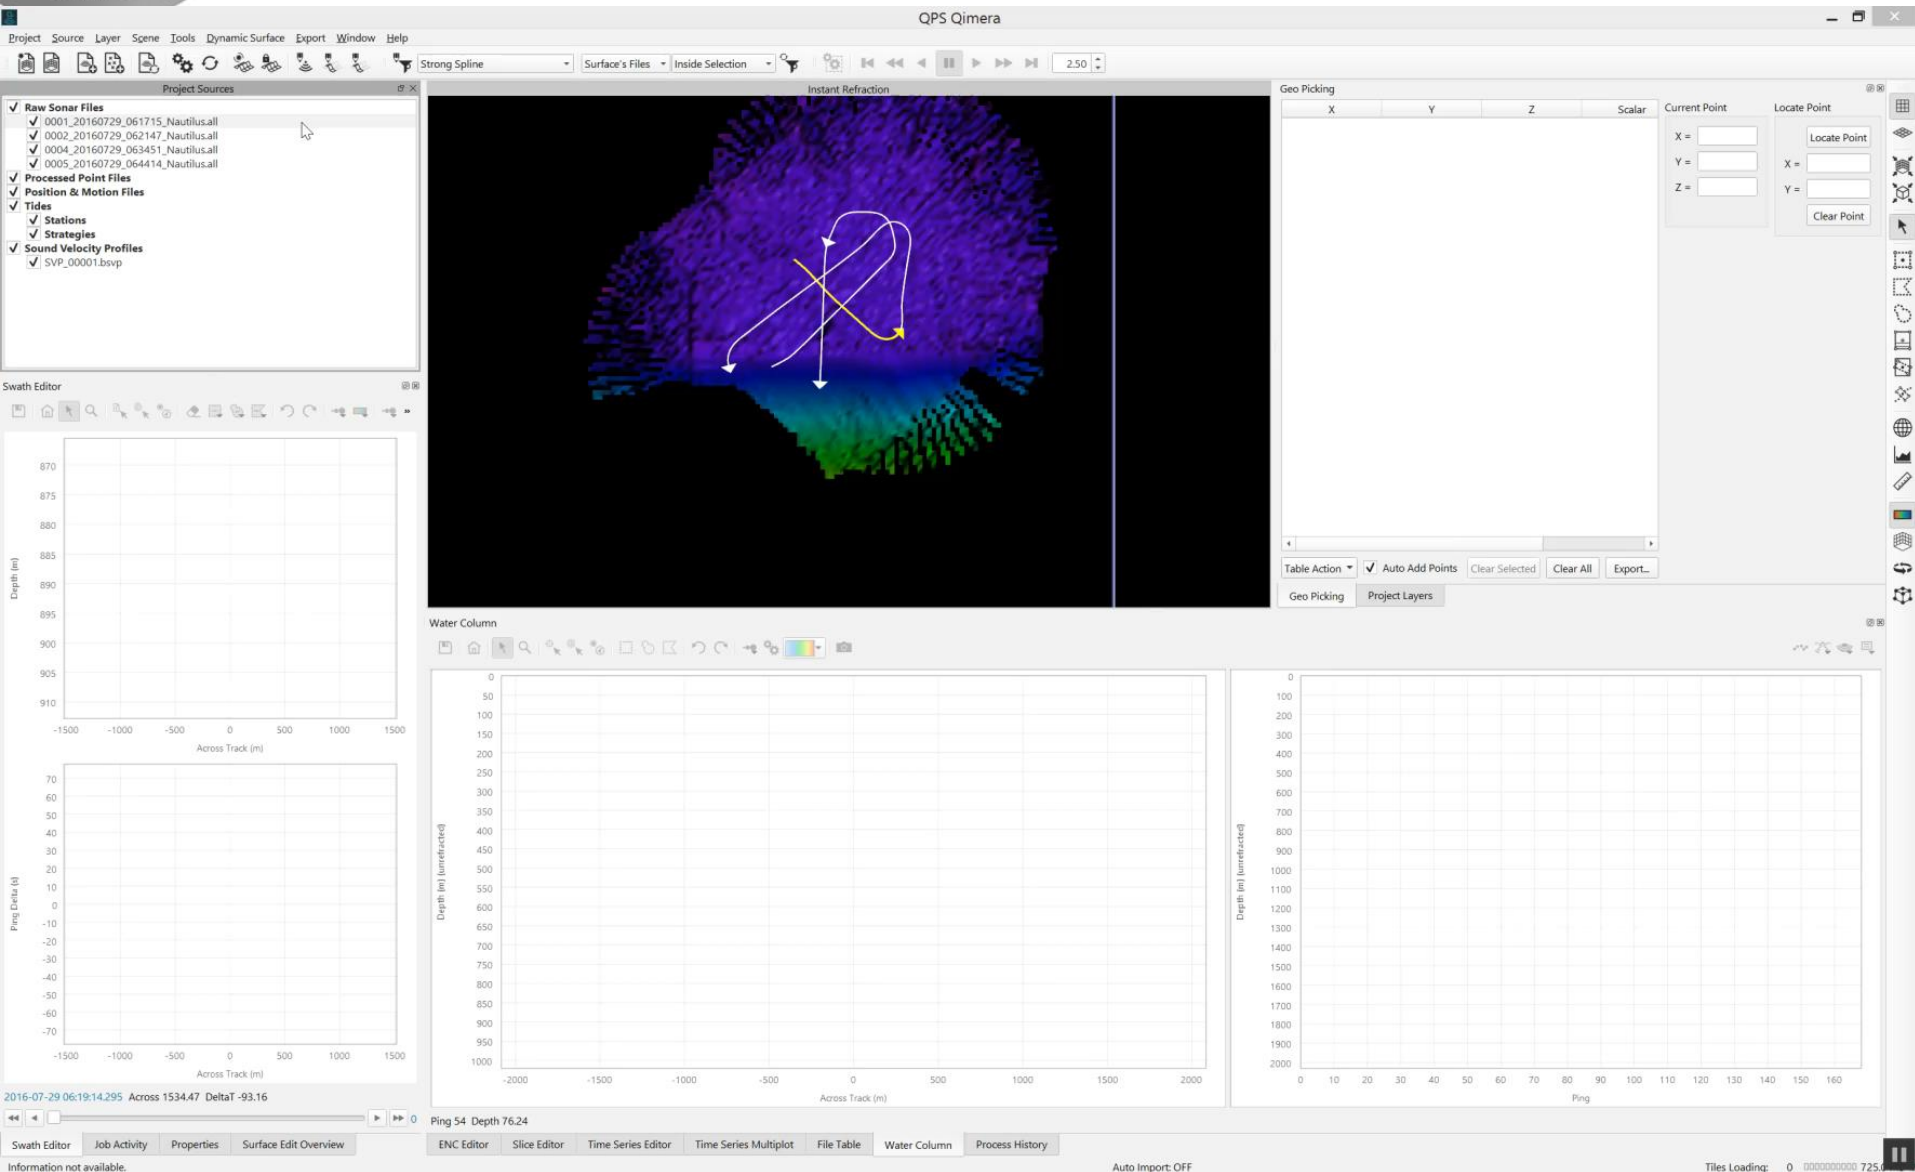 QPS Qimera
Project Source Layer Scene Tools Dynamic Surface Export Window Help
Strong Spline Surface's Files Inside Selection 2.50
Project Sources
Raw Sonar Files
0001_20160729_061715_Nautilus.all
0002_20160729_062147_Nautilus.all
0004_20160729_063451_Nautilus.all
0005_20160729_064414_Nautilus.all
Processed Point Files
Position & Motion Files
Tides
Stations
Strategies
Sound Velocity Profiles
SVP_00001.bsvp
Instant Refraction
Geo Picking
X Y Z Scalar
Current Point
X =
Y =
Z =
Locate Point
Locate Point
X =
Y =
Clear Point
Table Action Auto Add Points Clear Selected Clear All Export...
Geo Picking Project Layers
Swath Editor
870
875
880
885
890
895
900
905
910
Depth (m)
-1500 -1000 -500 0 500 1000 1500
Across Track (m)
70
60
50
40
30
20
10
0
-10
-20
-30
-40
-50
-60
-70
Ping Delta (s)
-1500 -1000 -500 0 500 1000 1500
Across Track (m)
2016-07-29 06:19:14.295 Across 1534.47 DeltaT -93.16
0
Swath Editor Job Activity Properties Surface Edit Overview
Information not available.
Water Column
0
50
100
150
200
250
300
350
400
450
500
550
600
650
700
750
800
850
900
950
1000
Depth (m) (unrefracted)
-2000 -1500 -1000 -500 0 500 1000 1500 2000
Across Track (m)
0
100
200
300
400
500
600
700
800
900
1000
1100
1200
1300
1400
1500
1600
1700
1800
1900
2000
Depth (m) (unrefracted)
0 10 20 30 40 50 60 70 80 90 100 110 120 130 140 150 160
Ping
Ping 54 Depth 76.24
ENC Editor Slice Editor Time Series Editor Time Series Multiplot File Table Water Column Process History
Auto Import: OFF
Tiles Loading: 0